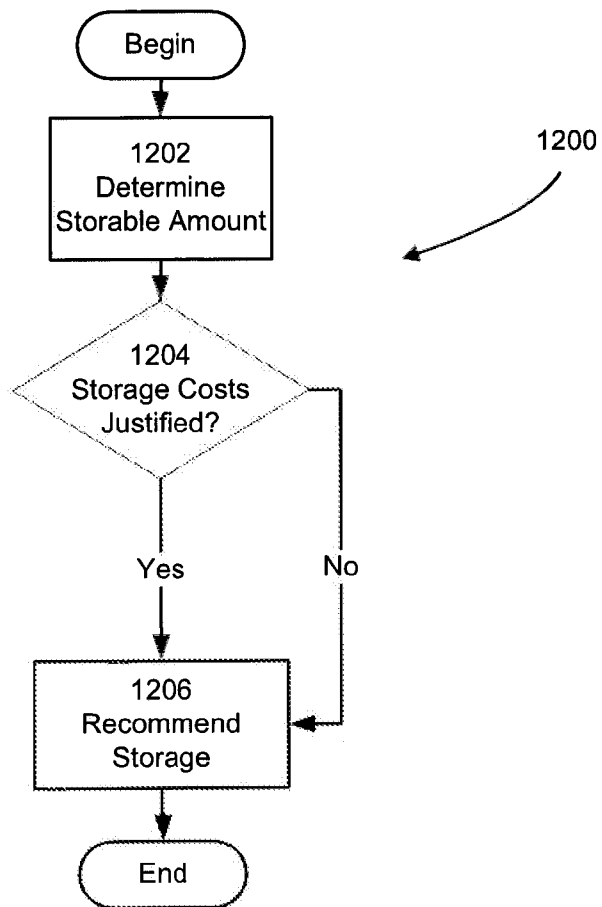 Begin
1200
1202
Determine
Storable Amount
1204
Storage Costs
Justified?
Yes
No
1206
Recommend
Storage
End